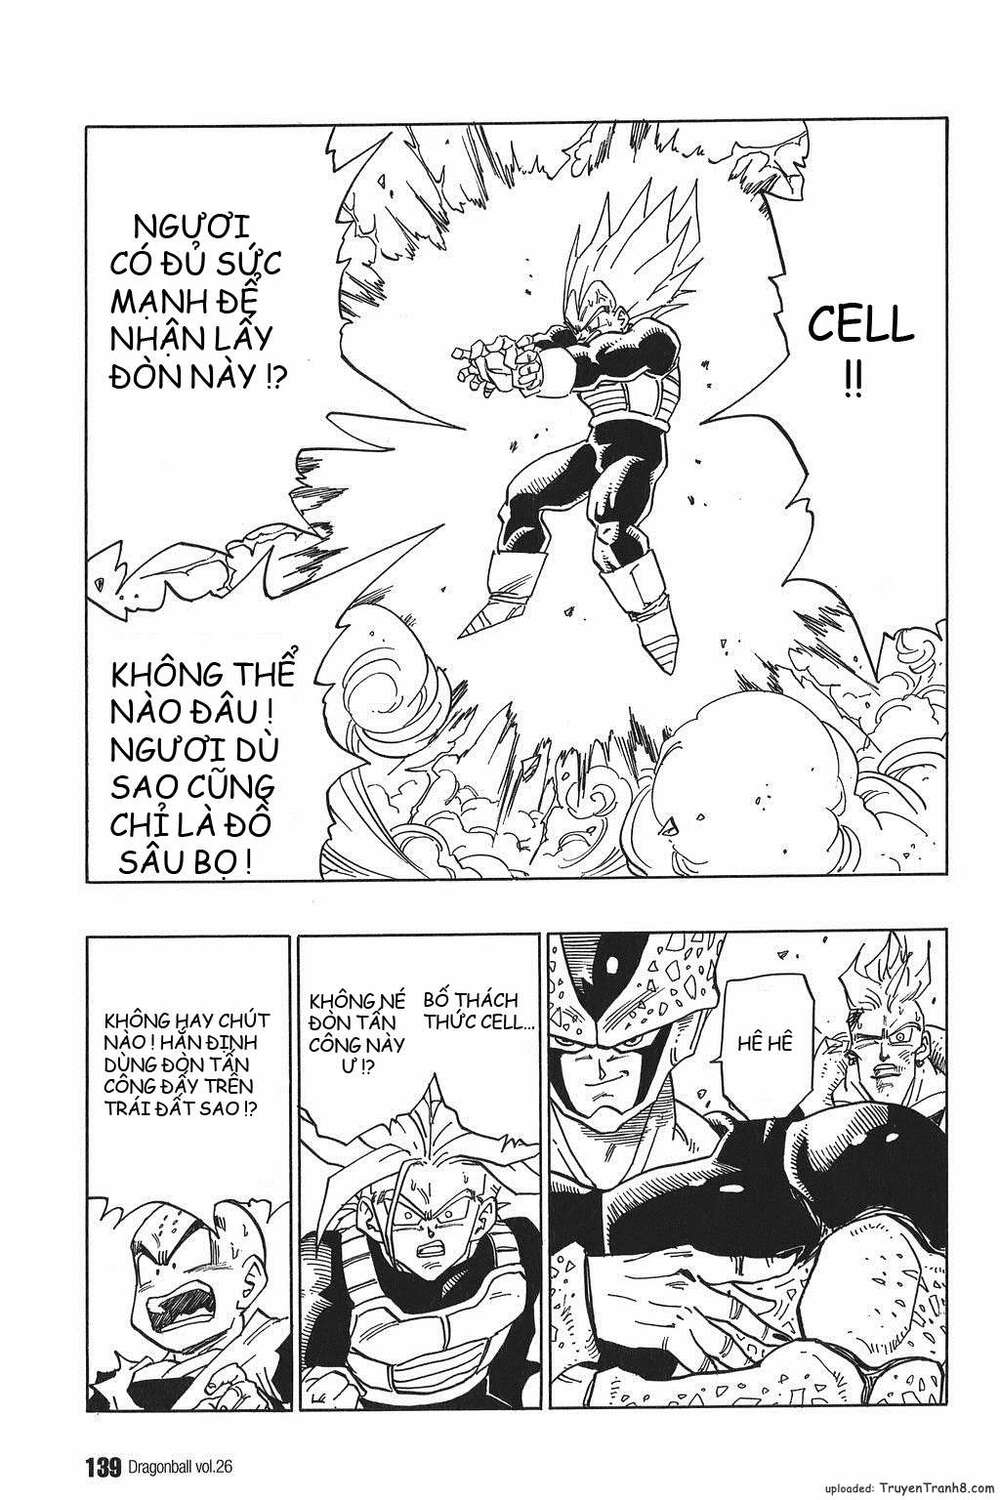 CELL
!!
NGƯƠI
CÓ ĐỦ SỨC
MẠNH ĐỂ
NHẬN LẤY
ĐÒN NÀY !?
KHÔNG THỂ
NÀO ĐÂU !
NGƯƠI DÙ
SAO CŨNG
CHỈ LÀ ĐỒ
SÂU BỌ !
HÊ HÊ
BỐ THÁCH
THỨC CELL...
KHÔNG NÉ
ĐÒN TẤN
CÔNG NÀY
Ư !?
KHÔNG HAY CHÚT
NÀO ! HẮN ĐỊNH
DÙNG ĐÒN TẤN
CÔNG ĐẤY TRÊN
TRÁI ĐẤT SAO !?
139 Dragonball vol.26
uploaded: TruyenTranh8.com